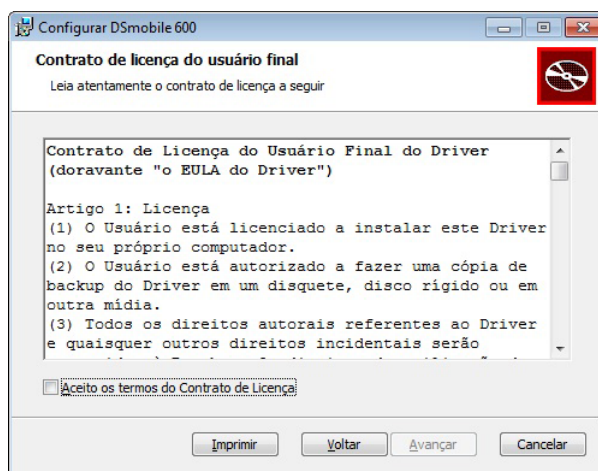 Configurar DSmobile 600
Contrato de licença do usuário final
Leia atentamente o contrato de licença a seguir
Contrato de Licença do Usuário Final do Driver
(doravante "o EULA do Driver")
Artigo 1: Licença
(1) O Usuário está licenciado a instalar este Driver
no seu próprio computador.
(2) O Usuário está autorizado a fazer uma cópia de
backup do Driver em um disquete, disco rígido ou em
outra mídia.
(3) Todos os direitos autorais referentes ao Driver
e quaisquer outros direitos incidentais serão
Aceito os termos do Contrato de Licença
Imprimir Voltar Avançar Cancelar